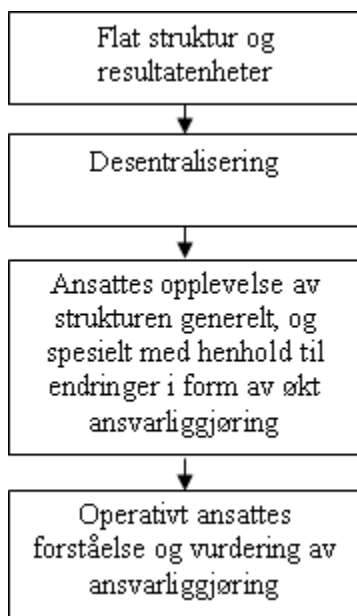 Flat struktur og
resultatenheter
Desentralisering
Ansattes opplevelse av
strukturen generelt, og
spesielt med henhold til
endringer i form av økt
ansvarliggjøring
Operativt ansattes
forståelse og vurdering av
ansvarliggjøring